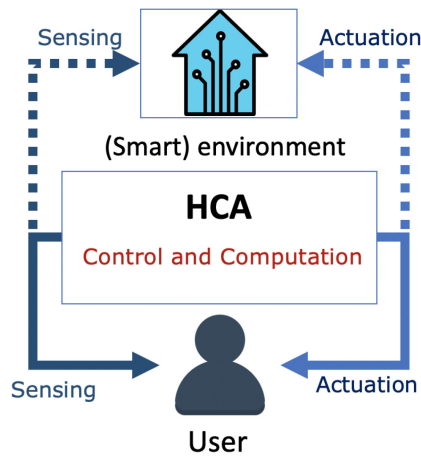 Sensing
Actuation
(Smart) environment
HCA
Control and Computation
Sensing
Actuation
User